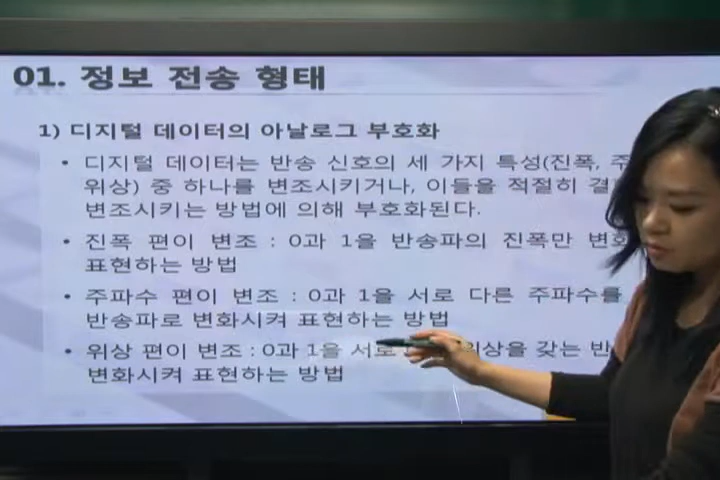 01. 정보 전송 형태
1) 디지털 데이터의 아날로그 부호화
• 디지털 데이터는 반송 신호의 세 가지 특성(진폭,
위상) 중 하나를 변조시키거나, 이들을 적절히
변조시키는 방법에 의해 부호화된다.
• 진폭 편이 변조 : 0과 1을 반송파의 진폭만
표현하는 방법
• 주파수 편이 변조 : 0과 1을 서로 다른 주파수를
반송파로 변화시켜 표현하는 방법
• 위상 편이 변조 : 0과 1을 위상을 갖는
변화시켜 표현하는 방법